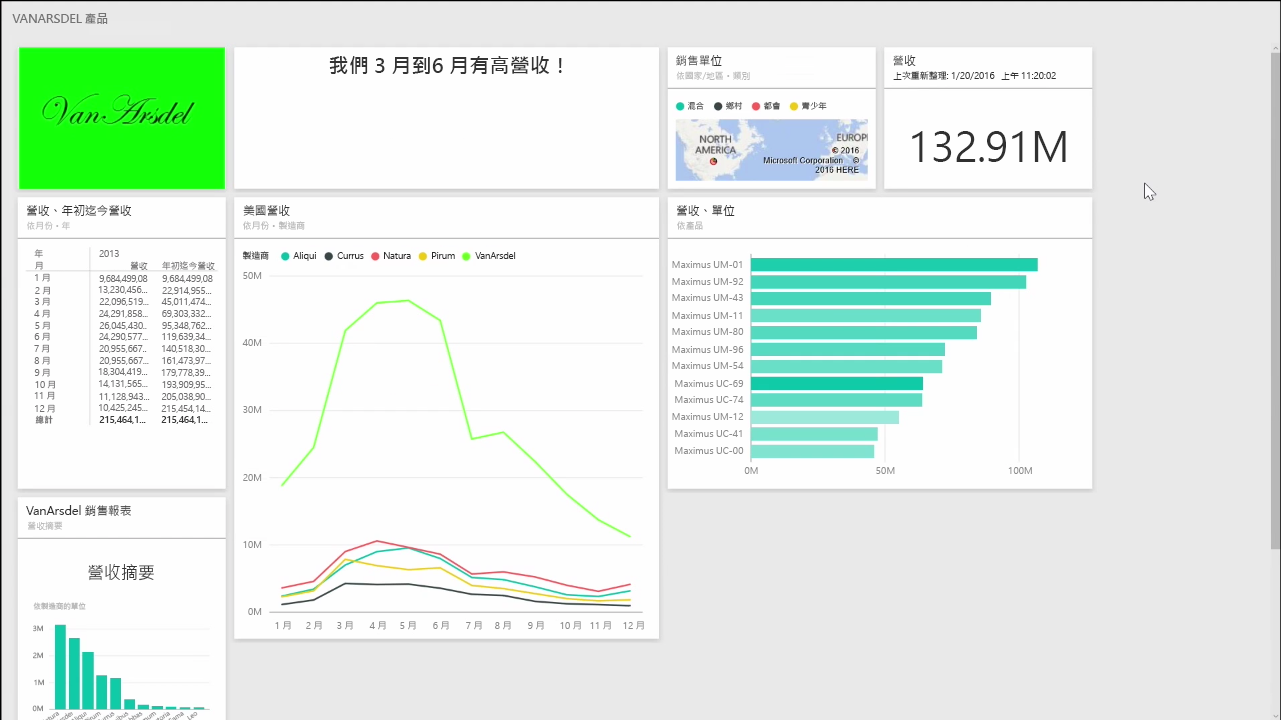 VANARSDEL 產品
VanArsdel
我們 3 月到6 月有高營收！
銷售單位
依國家/地區，類別
混合 鄉村 都會 青少年
NORTH AMERICA
EUROPE
© 2016
Microsoft Corporation ©
2016 HERE
營收
上次重新整理: 1/20/2016 上午 11:20:02
132.91M
營收、年初迄今營收
依月份，年
年 2013
月 營收 年初迄今營收
1 月 9,684,499,08 9,684,499,08
2 月 13,230,456... 22,914,955...
3 月 22,096,519... 45,011,474...
4 月 24,291,858... 69,303,332...
5 月 26,045,430.. 95,348,762...
6 月 24,290,577... 119,639,34...
7 月 20,955,667.. 140,518,30...
8 月 20,955,667... 161,473,97...
9 月 18,304,419... 179,778,39...
10 月 14,131,565... 193,909,95...
11 月 11,128,943... 205,038,90...
12 月 10,425,245... 215,454,14...
總計 215,464,1... 215,464,1...
美國營收
依月份，製造商
製造商 Aliqui Currus Natura Pirum VanArsdel
50M
40M
30M
20M
10M
0M
1 月 2 月 3 月 4 月 5 月 6 月 7 月 8 月 9 月 10 月 11 月 12 月
營收、單位
依產品
Maximus UM-01
Maximus UM-92
Maximus UM-43
Maximus UM-11
Maximus UM-80
Maximus UM-96
Maximus UM-54
Maximus UC-69
Maximus UC-74
Maximus UM-12
Maximus UC-41
Maximus UC-00
0M 50M 100M
VanArsdel 銷售報表
營收摘要
營收摘要
依製造商的單位
3M
2M
1M
0M